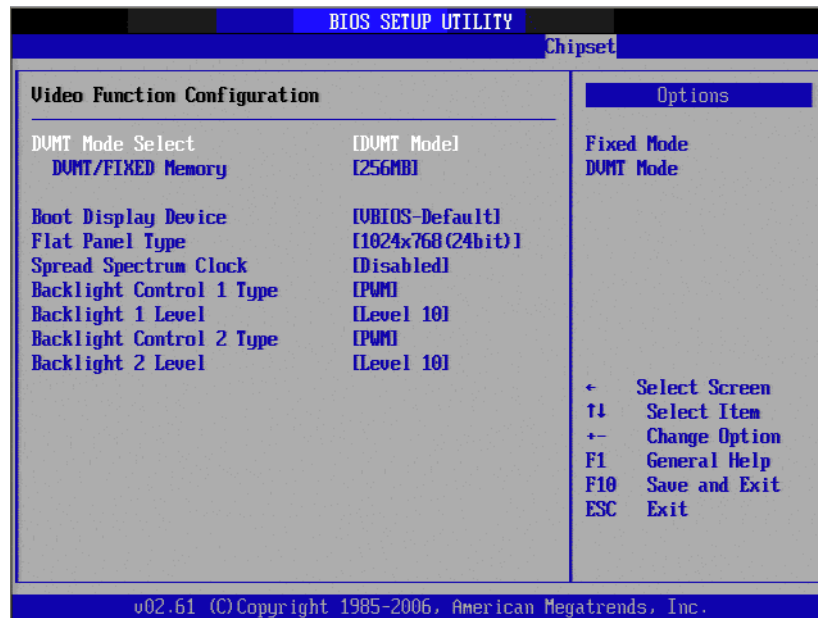 BIOS SETUP UTILITY
Chipset
Video Function Configuration
DVMT Mode Select [DVMT Mode]
DVMT/FIXED Memory [256MB]
Boot Display Device [VBIOS-Default]
Flat Panel Type [1024x768(24bit)]
Spread Spectrum Clock [Disabled]
Backlight Control 1 Type [PWM]
Backlight 1 Level [Level 10]
Backlight Control 2 Type [PWM]
Backlight 2 Level [Level 10]
Options
Fixed Mode
DVMT Mode
← Select Screen
↑↓ Select Item
+- Change Option
F1 General Help
F10 Save and Exit
ESC Exit
v02.61 (C)Copyright 1985-2006, American Megatrends, Inc.